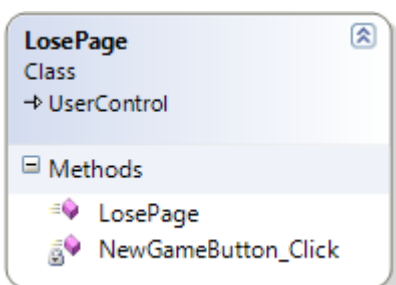 LosePage
Class
UserControl
Methods
LosePage
NewGameButton_Click